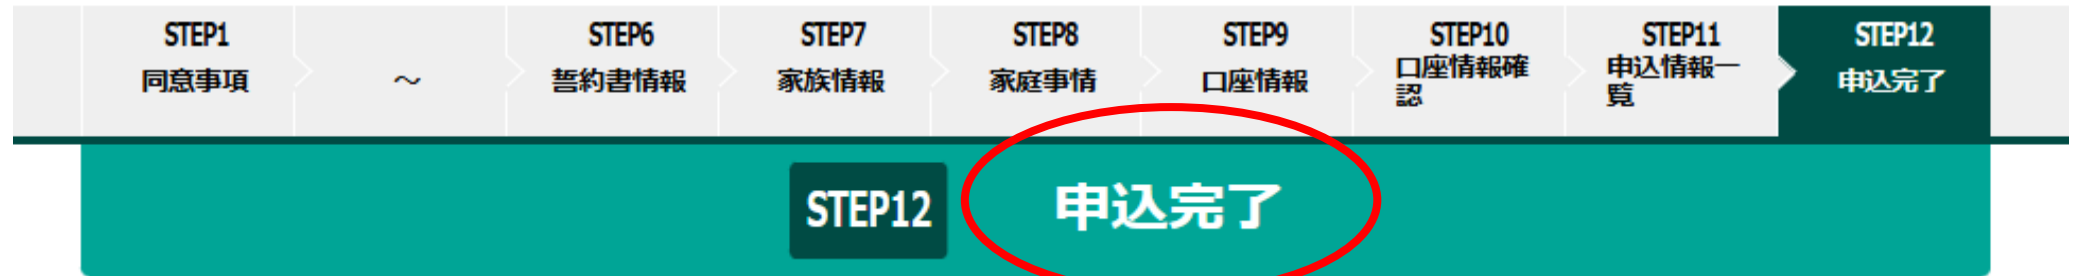 STEP1
同意事項
～
STEP6
誓約書情報
STEP7
家族情報
STEP8
家庭事情
STEP9
口座情報
STEP10
口座情報確
認
STEP11
申込情報一
覧
STEP12
申込完了
STEP12
申込完了